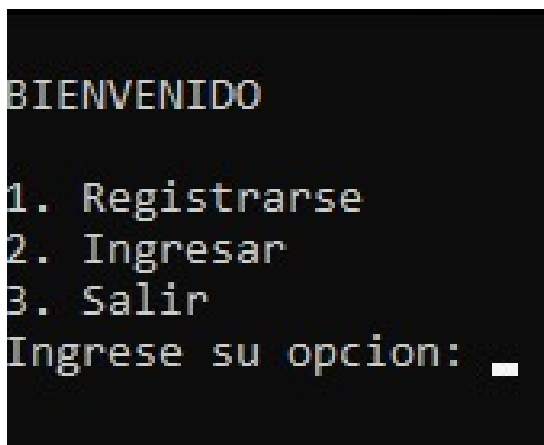 BIENVENIDO
1. Registrarse
2. Ingresar
3. Salir
Ingrese su opcion: